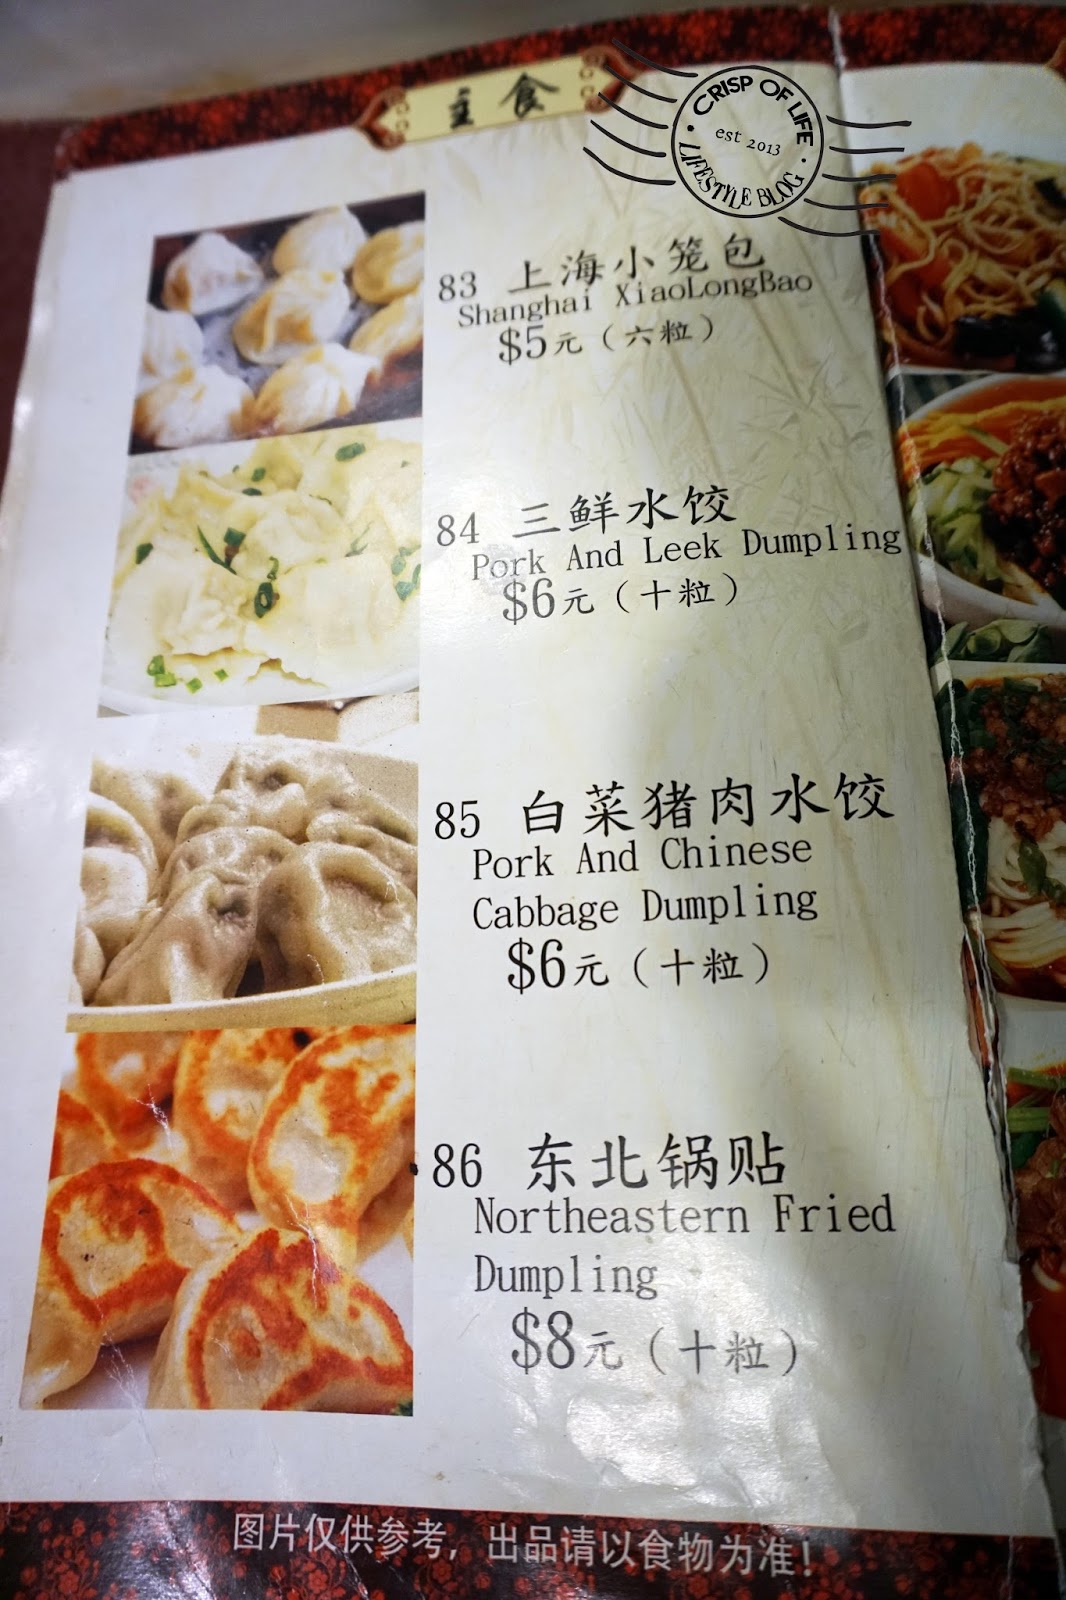 主食
CRISP OF LIFE
est 2013
LIFESTYLE BLOG
83 上海小笼包
Shanghai XiaoLongBao
$5元（六粒）
84 三鲜水饺
Pork And Leek Dumpling
$6元（十粒）
85 白菜猪肉水饺
Pork And Chinese
Cabbage Dumpling
$6元（十粒）
86 东北锅贴
Northeastern Fried
Dumpling
$8元（十粒）
图片仅供参考，出品请以食物为准！